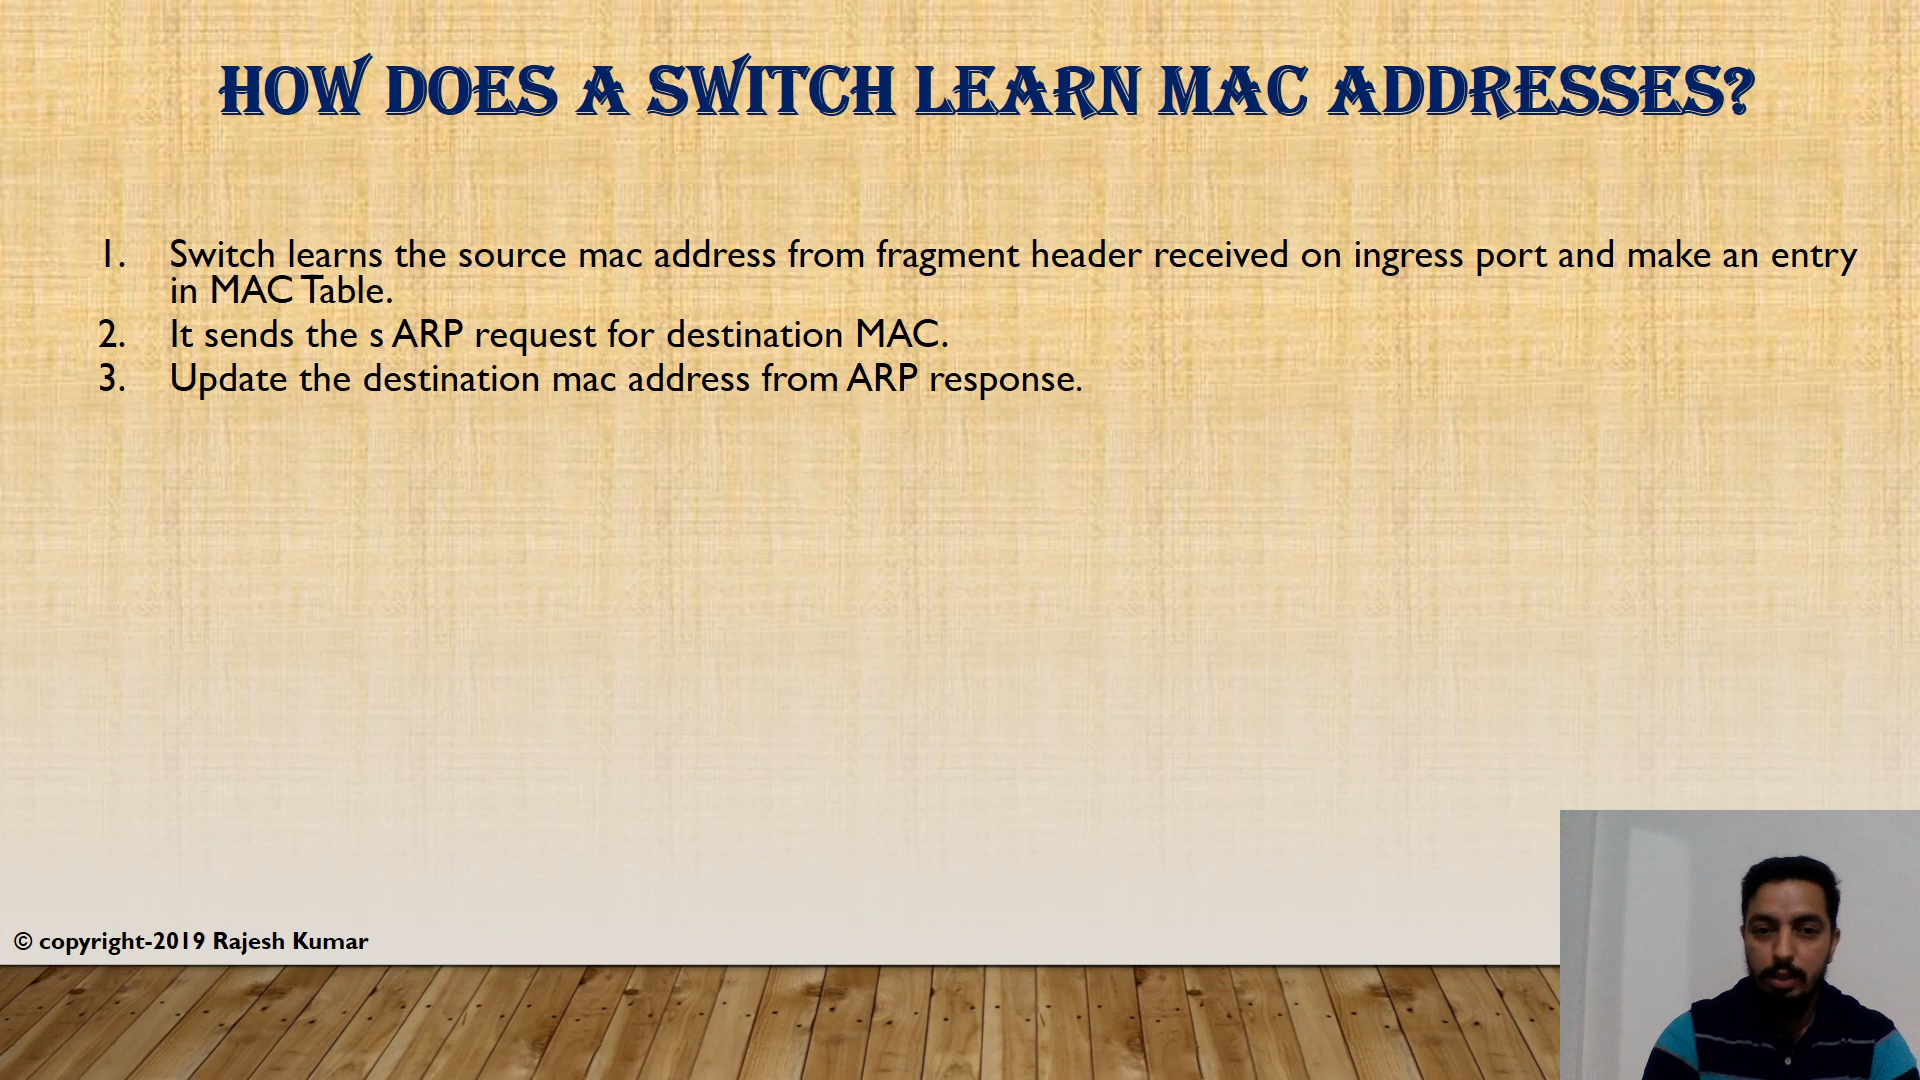 HOW DOES A SWITCH LEARN MAC ADDRESSES?
1. Switch learns the source mac address from fragment header received on ingress port and make an entry
in MAC Table.
2. It sends the s ARP request for destination MAC.
3. Update the destination mac address from ARP response.
© copyright-2019 Rajesh Kumar